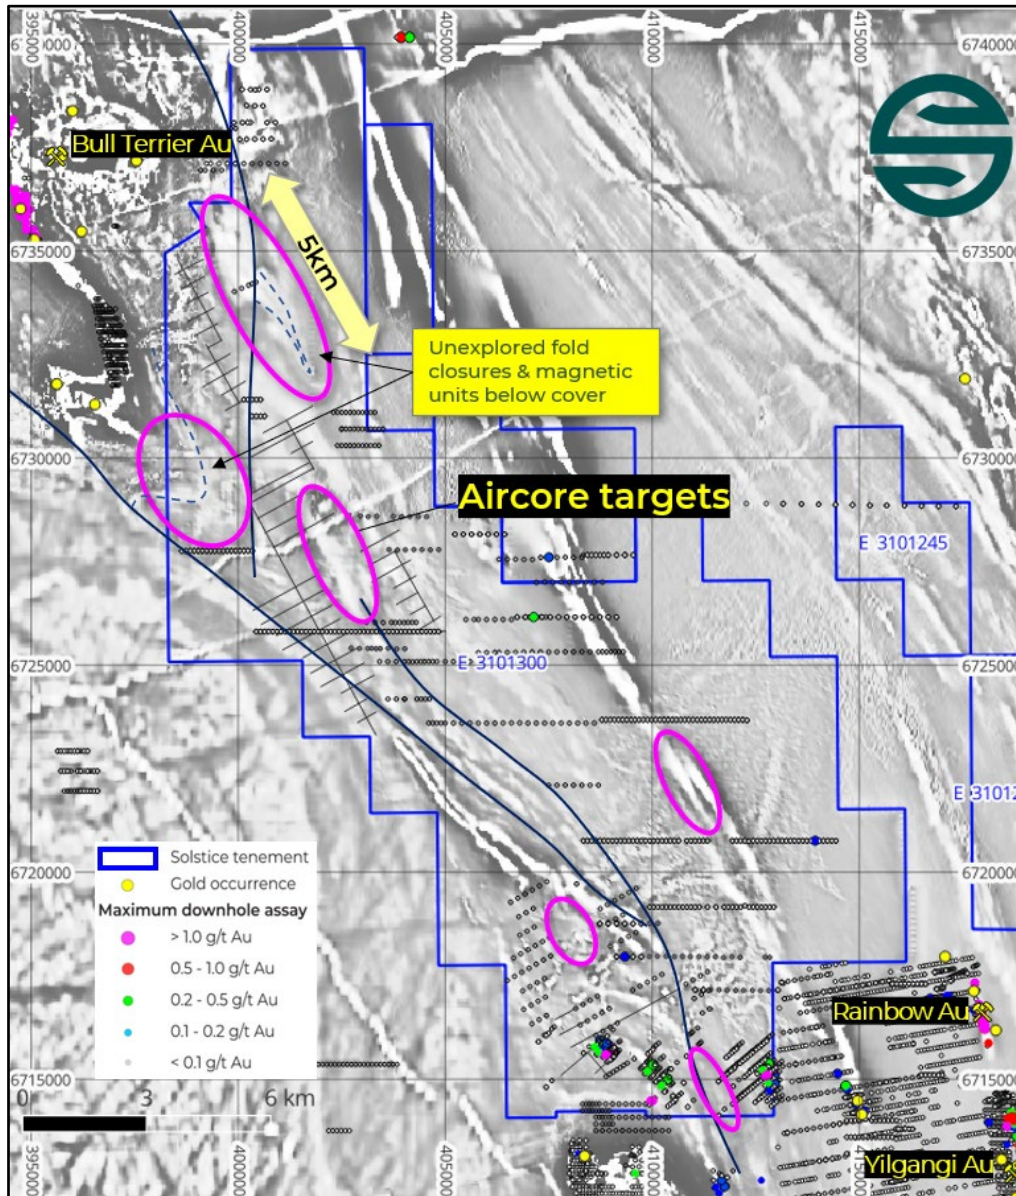 395000
400000
405000
410000
415000
6740000
6740000
Bull Terrier Au
6735000
6735000
5km
Unexplored fold
closures & magnetic
units below cover
6730000
6730000
Aircore targets
E 3101245
6725000
6725000
E 3101300
E 31012
Solstice tenement
Gold occurrence
Maximum downhole assay
> 1.0 g/t Au
0.5 - 1.0 g/t Au
0.2 - 0.5 g/t Au
0.1 - 0.2 g/t Au
< 0.1 g/t Au
6720000
6720000
Rainbow Au
6715000
6715000
3
6 km
Yilgangi Au
395000
400000
405000
410000
415000